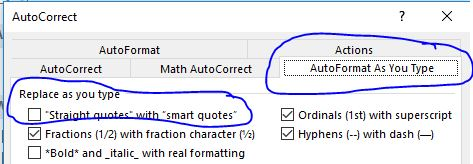 AutoCorrect
AutoFormat Actions
AutoCorrect Math AutoCorrect AutoFormat As You Type
Replace as you type
"Straight quotes" with "smart quotes" Ordinals (1st) with superscript
Fractions (1/2) with fraction character (½) Hyphens (--) with dash (—)
*Bold* and _italic_ with real formatting